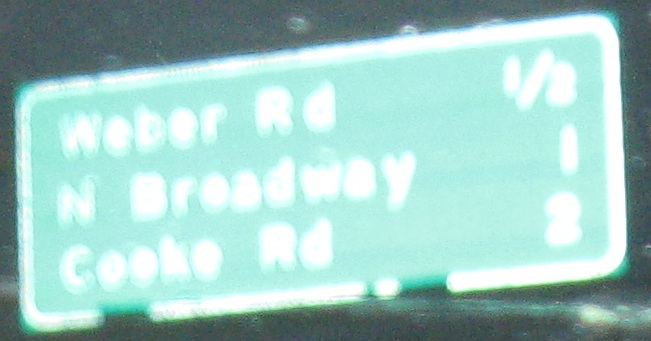 Weber Rd 1/2
N Broadway 1
Cooke Rd 2